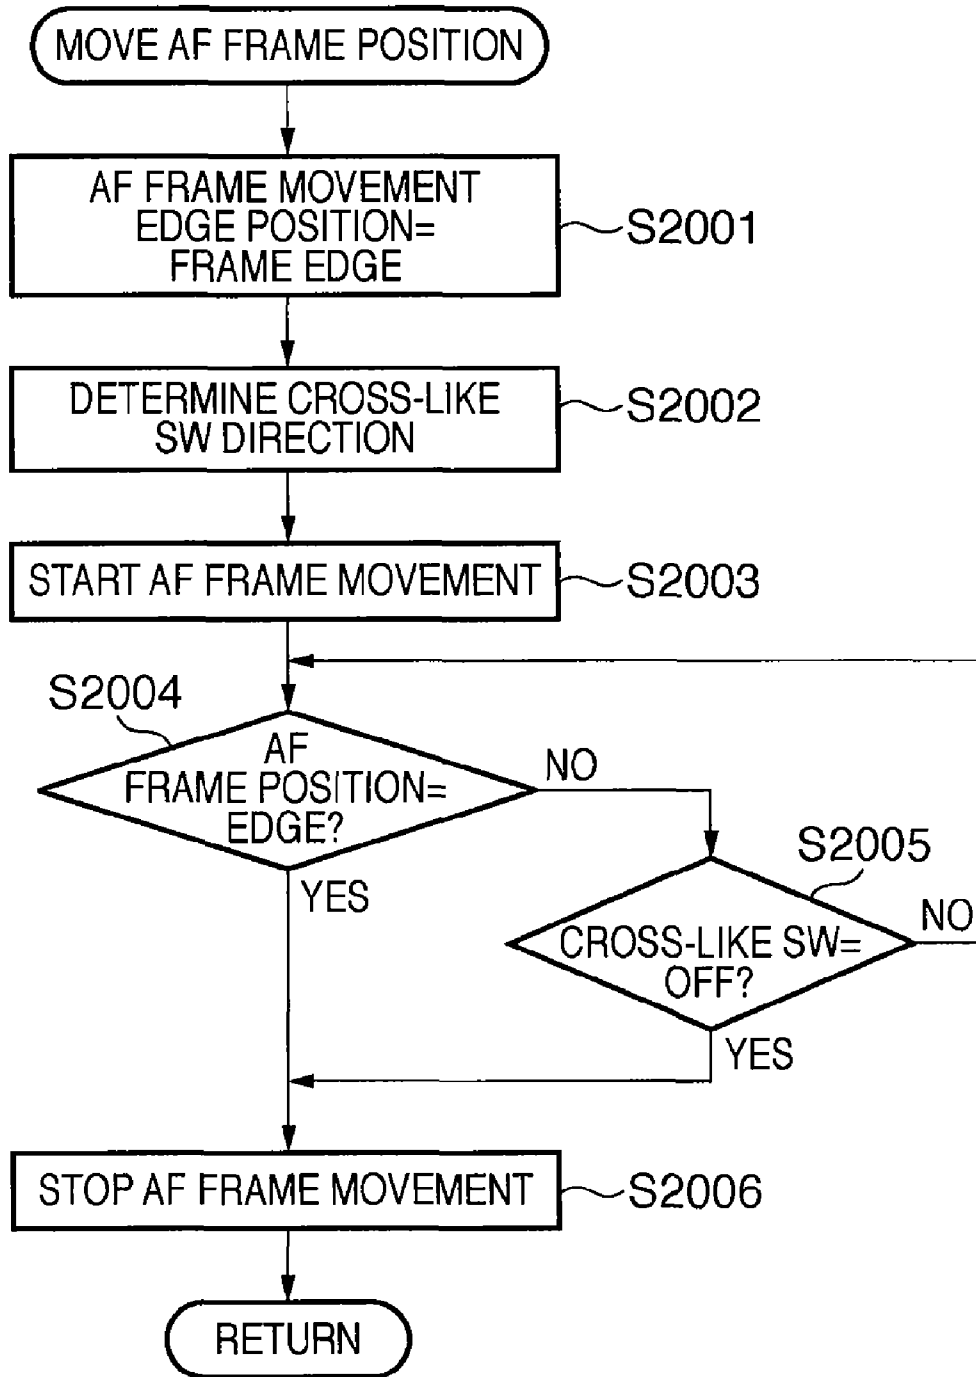 MOVE AF FRAME POSITION
AF FRAME MOVEMENT
EDGE POSITION=
FRAME EDGE
S2001
DETERMINE CROSS-LIKE
SW DIRECTION
S2002
START AF FRAME MOVEMENT
S2003
S2004
AF
FRAME POSITION=
EDGE?
NO
YES
S2005
CROSS-LIKE SW=
OFF?
NO
YES
STOP AF FRAME MOVEMENT
S2006
RETURN